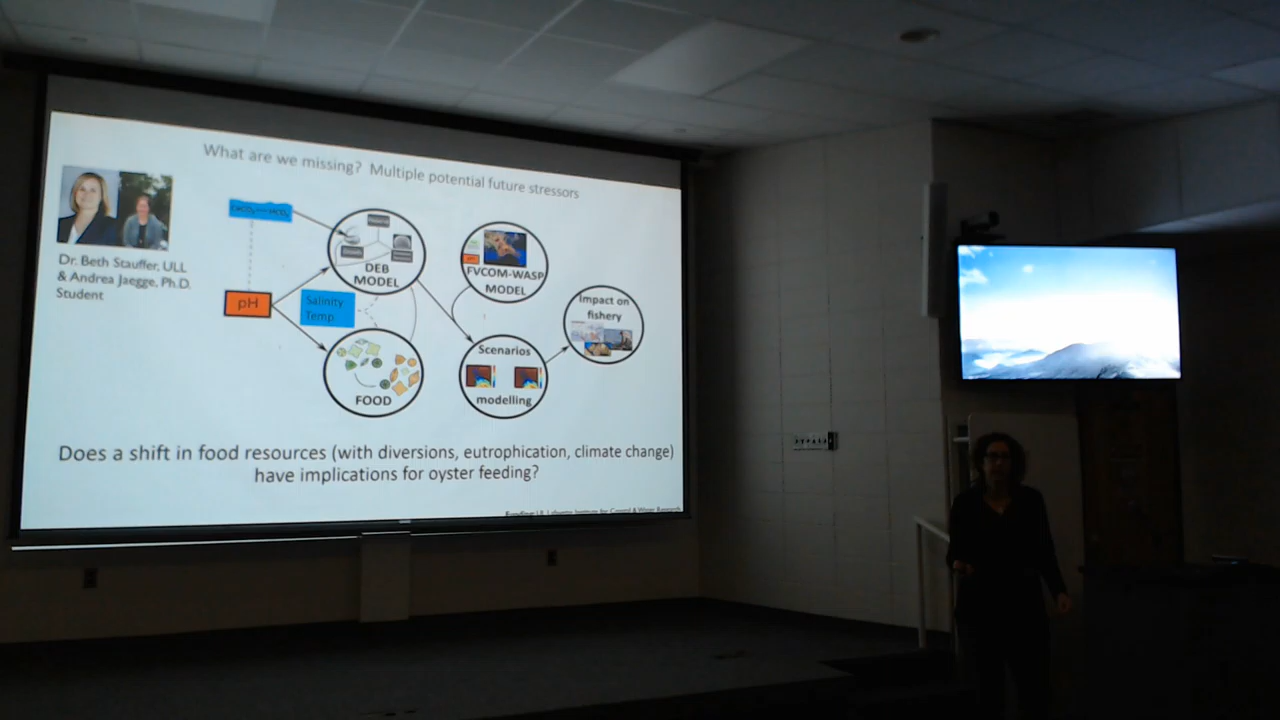 What are we missing? Multiple potential future stressors
Dr. Beth Stauffer, ULL
& Andrea Jaegge, Ph.D.
Student
pH
Salinity
Temp
DEB
MODEL
FOOD
FVCOM-WASP
MODEL
Scenarios
modelling
Impact on
fishery
Does a shift in food resources (with diversions, eutrophication, climate change)
have implications for oyster feeding?